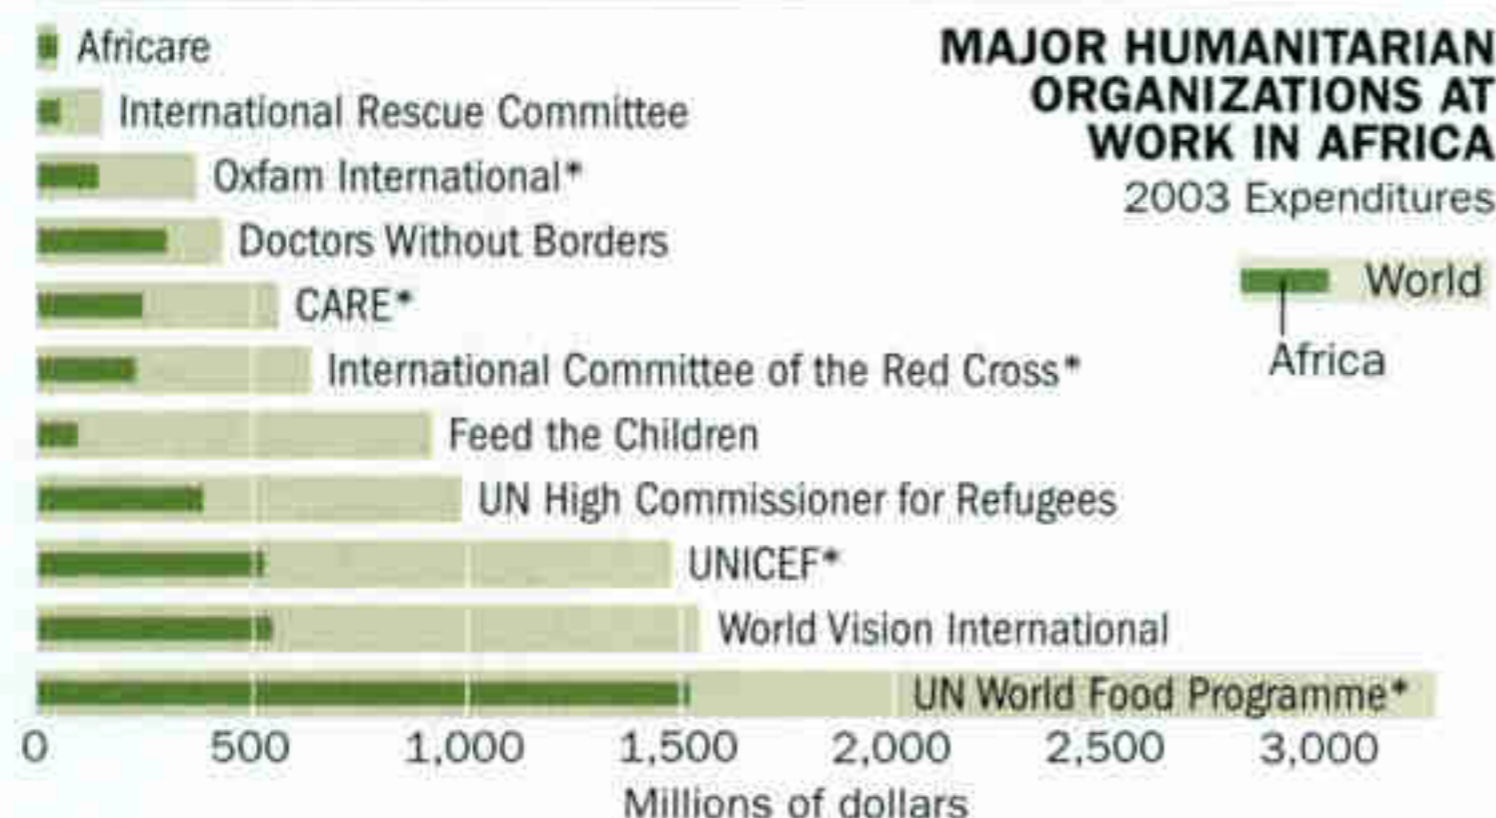 MAJOR HUMANITARIAN
ORGANIZATIONS AT
WORK IN AFRICA
2003 Expenditures
World
Africa
Africare
International Rescue Committee
Oxfam International*
Doctors Without Borders
CARE*
International Committee of the Red Cross*
Feed the Children
UN High Commissioner for Refugees
UNICEF*
World Vision International
UN World Food Programme*
0 500 1,000 1,500 2,000 2,500 3,000
Millions of dollars